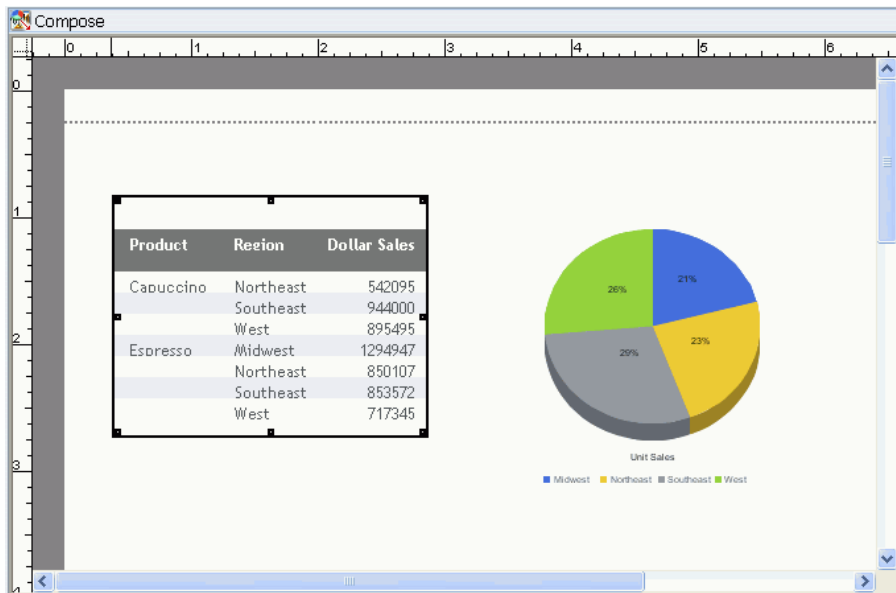 Compose
0 1 2 3 4 5 6
0
1
2
3
4
Product Region Dollar Sales
Capuccino Northeast 542095
Southeast 944000
West 895495
Espresso Midwest 1294947
Northeast 850107
Southeast 853572
West 717345
21%
26%
23%
29%
Unit Sales
Midwest Northeast Southeast West